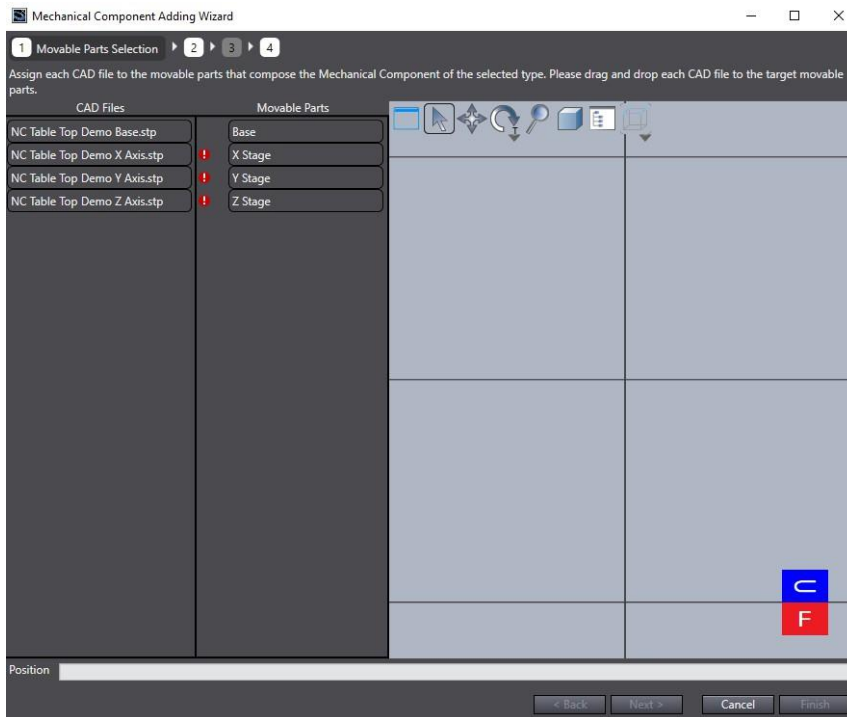 Mechanical Component Adding Wizard
1 Movable Parts Selection 2 3 4
Assign each CAD file to the movable parts that compose the Mechanical Component of the selected type. Please drag and drop each CAD file to the target movable
parts.
CAD Files Movable Parts
NC Table Top Demo Base.stp Base
NC Table Top Demo X Axis.stp ! X Stage
NC Table Top Demo Y Axis.stp ! Y Stage
NC Table Top Demo Z Axis.stp ! Z Stage
U
F
Position
< Back Next > Cancel Finish